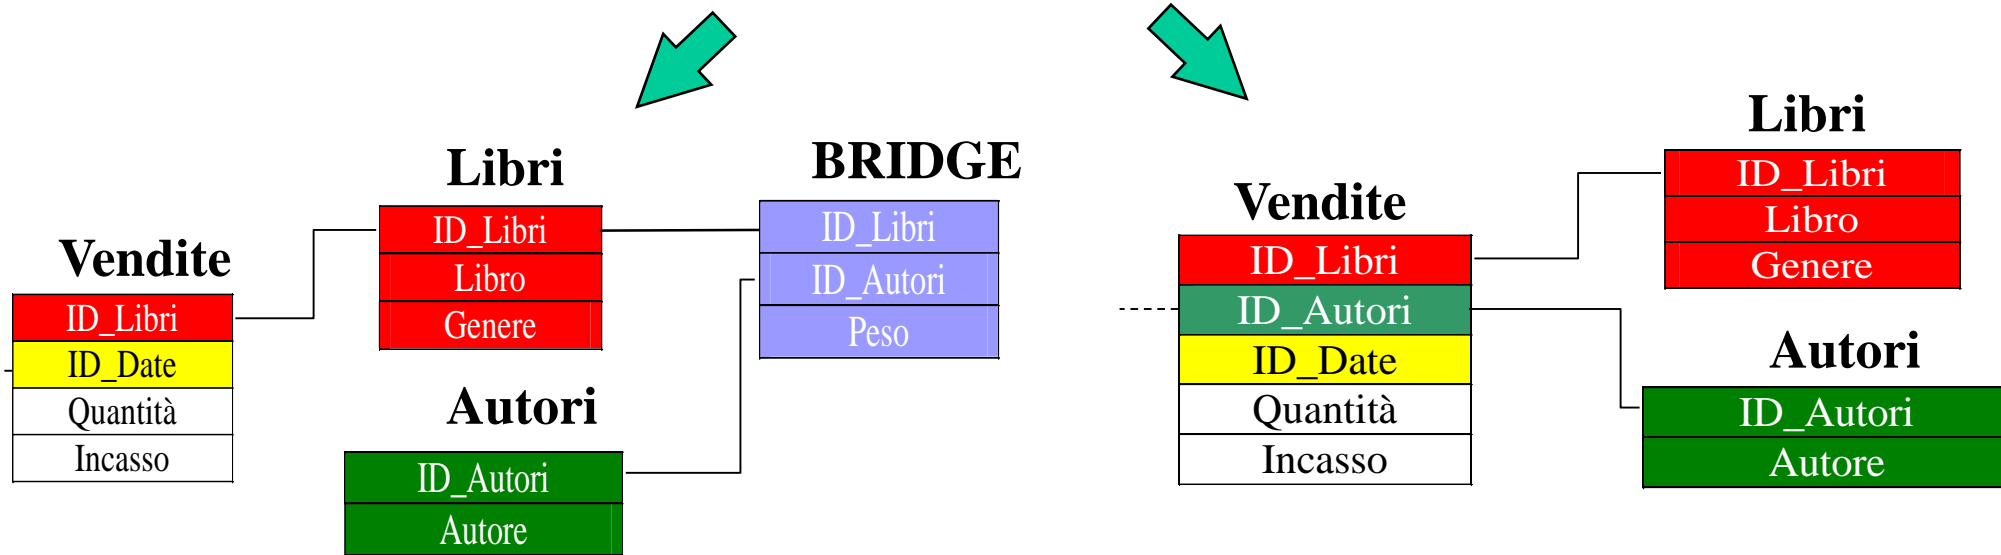 Vendite
ID_Libri
ID_Date
Quantità
Incasso
Libri
ID_Libri
Libro
Genere
Autori
ID_Autori
Autore
BRIDGE
ID_Libri
ID_Autori
Peso
Vendite
ID_Libri
ID_Autori
ID_Date
Quantità
Incasso
Libri
ID_Libri
Libro
Genere
Autori
ID_Autori
Autore